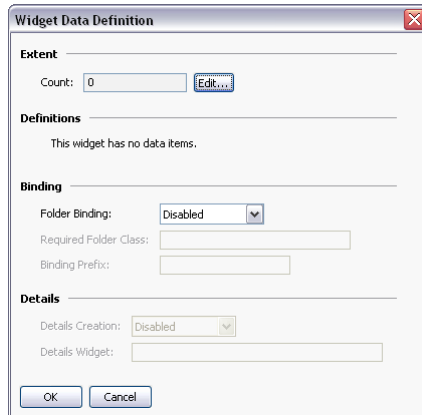 Widget Data Definition
Extent
Count: 0 Edit...
Definitions
This widget has no data items.
Binding
Folder Binding: Disabled
Required Folder Class:
Binding Prefix:
Details
Details Creation: Disabled
Details Widget:
OK Cancel